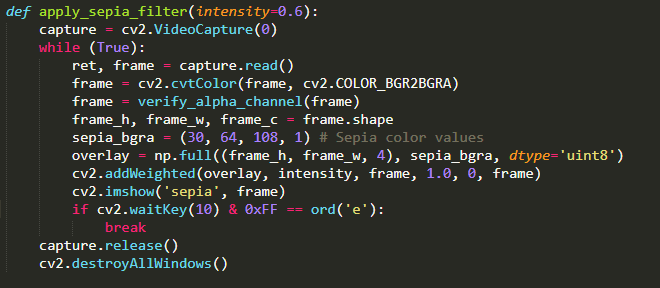 def apply_sepia_filter(intensity=0.6):
    capture = cv2.VideoCapture(0)
    while (True):
        ret, frame = capture.read()
        frame = cv2.cvtColor(frame, cv2.COLOR_BGR2BGRA)
        frame = verify_alpha_channel(frame)
        frame_h, frame_w, frame_c = frame.shape
        sepia_bgra = (30, 64, 108, 1) # Sepia color values
        overlay = np.full((frame_h, frame_w, 4), sepia_bgra, dtype='uint8')
        cv2.addWeighted(overlay, intensity, frame, 1.0, 0, frame)
        cv2.imshow('sepia', frame)
        if cv2.waitKey(10) & 0xFF == ord('e'):
            break
    capture.release()
    cv2.destroyAllWindows()